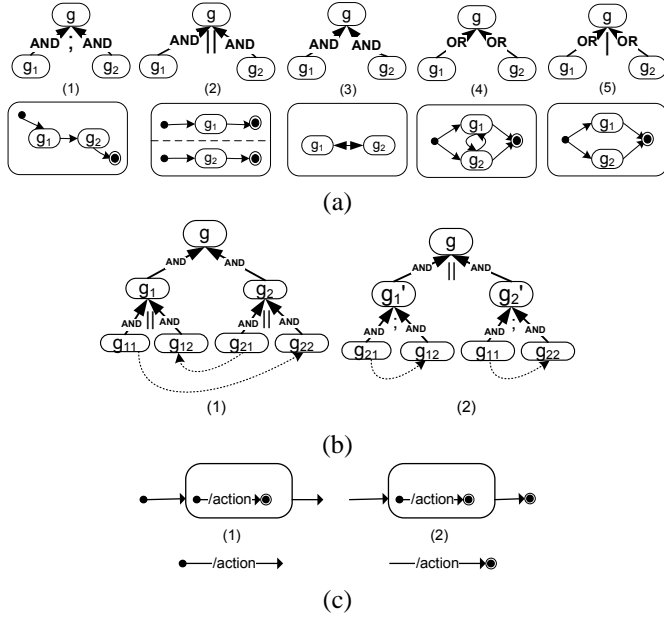 (a)
g g g g g
AND ; AND AND || AND AND AND OR OR OR | OR
g1 g2 g1 g2 g1 g2 g1 g2 g1 g2
(1) (2) (3) (4) (5)
g1 g2 g1 g2 g1 g2 g1 g2 g1 g2
(a)
g g
AND AND AND || AND
g1 g2 g1' g2'
AND || AND AND || AND AND ; AND AND ; AND
g11 g12 g21 g22 g21 g12 g11 g22
(1) (2)
(b)
/action /action
(1) (2)
/action /action
(c)